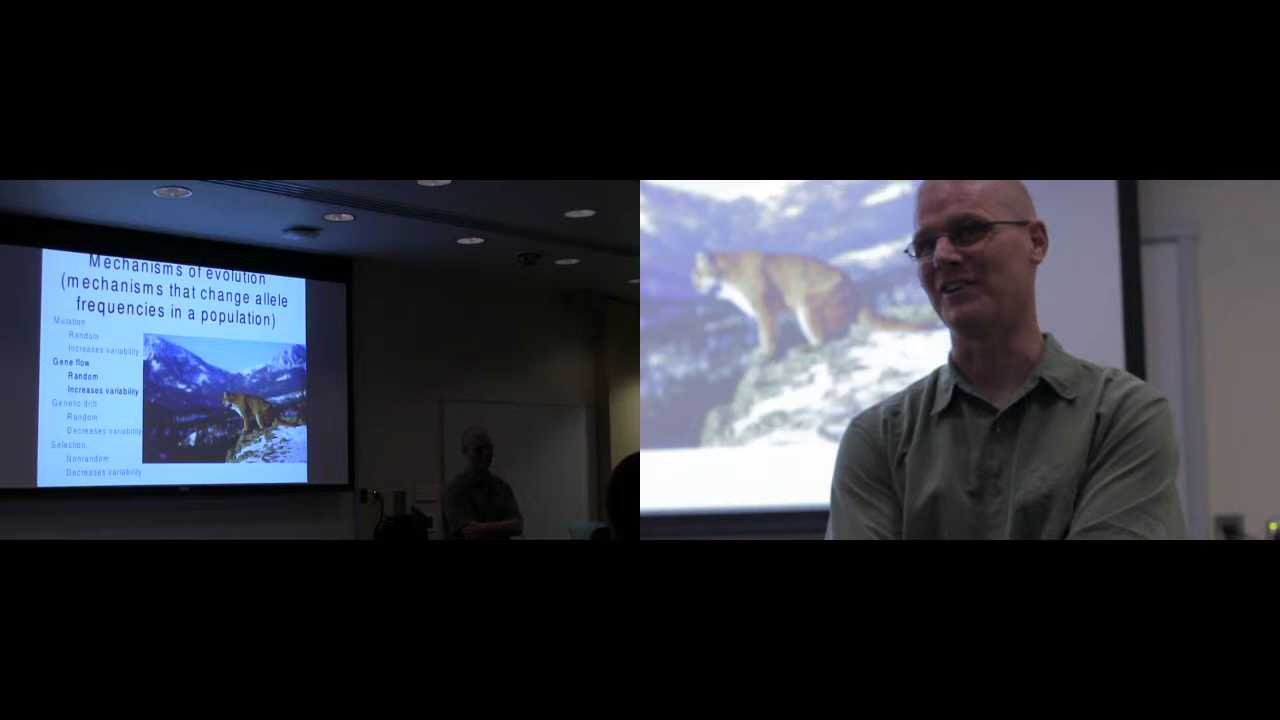 Mechanisms of evolution
(mechanisms that change allele
frequencies in a population)
Mutation
Random
Increases variability
Gene flow
Random
Increases variability
Genetic drift
Random
Decreases variability
Selection
Nonrandom
Decreases variability